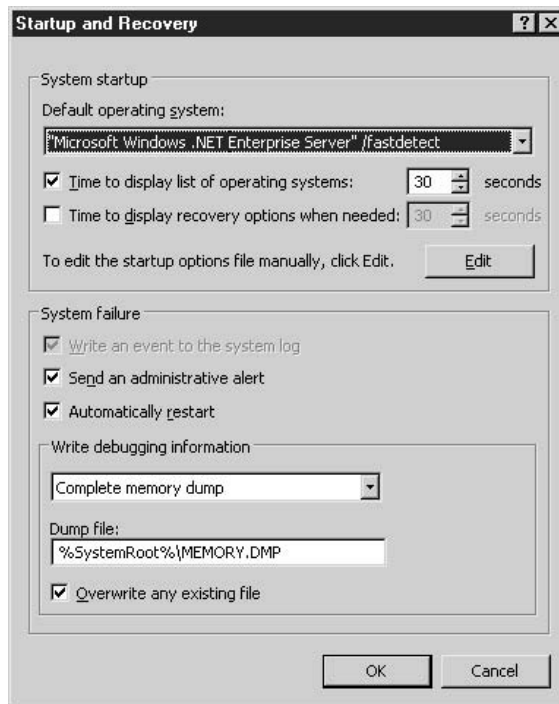 Startup and Recovery
System startup
Default operating system:
"Microsoft Windows .NET Enterprise Server" /fastdetect
Time to display list of operating systems: 30 seconds
Time to display recovery options when needed: 30 seconds
To edit the startup options file manually, click Edit. Edit
System failure
Write an event to the system log
Send an administrative alert
Automatically restart
Write debugging information
Complete memory dump
Dump file:
%SystemRoot%\MEMORY.DMP
Overwrite any existing file
OK Cancel